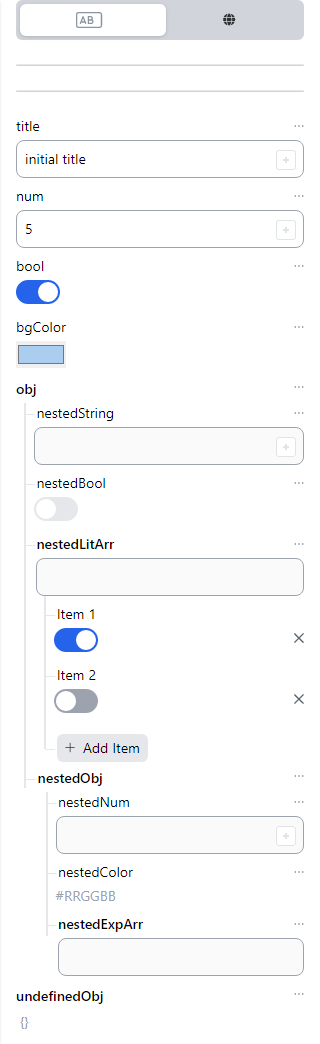 AB
title
...
initial title
num
...
5
bool
...
bgColor
...
obj
...
nestedString
...
nestedBool
...
nestedLitArr
...
Item 1
Item 2
+ Add Item
nestedObj
...
nestedNum
...
nestedColor
...
#RRGGBB
nestedExpArr
...
undefinedObj
...
{}